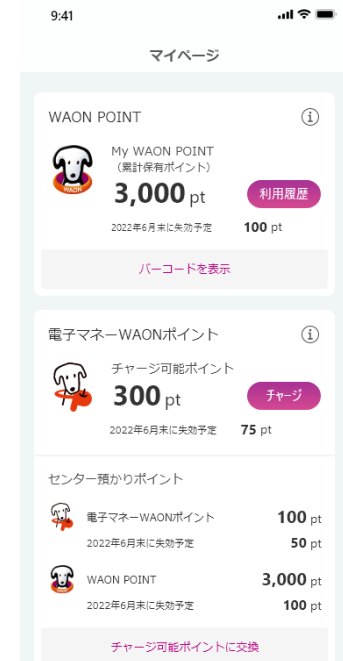 9:41
マイページ
WAON POINT
My WAON POINT
（累計保有ポイント）
3,000 pt
利用履歴
2022年6月末に失効予定 100 pt
バーコードを表示
電子マネーWAONポイント
チャージ可能ポイント
300 pt
チャージ
2022年6月末に失効予定 75 pt
センター預かりポイント
電子マネーWAONポイント 100 pt
2022年6月末に失効予定 50 pt
WAON POINT 3,000 pt
2022年6月末に失効予定 100 pt
チャージ可能ポイントに交換